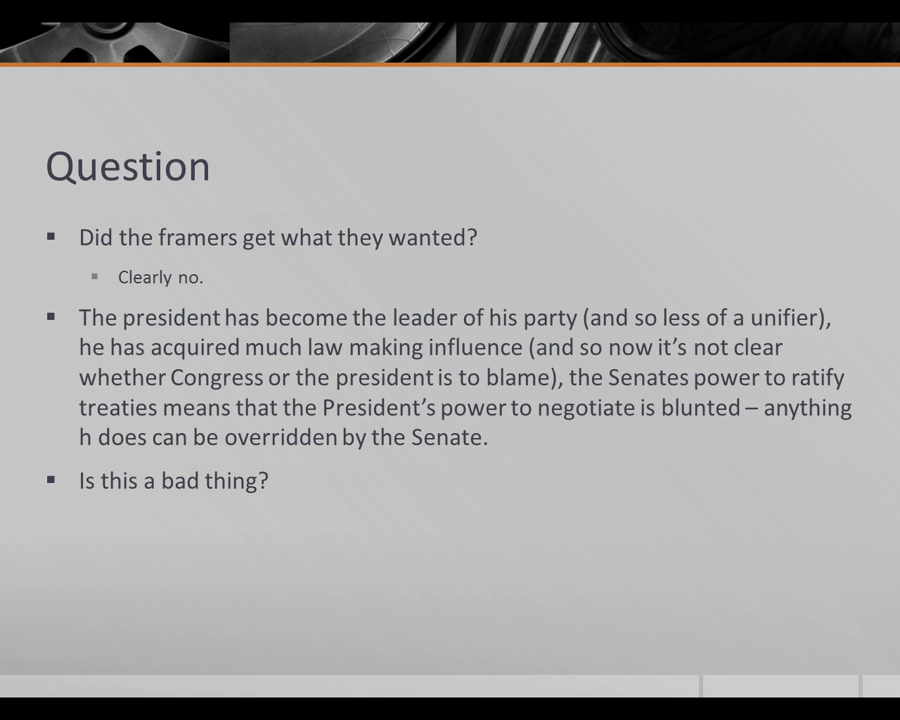 Question
Did the framers get what they wanted?
Clearly no.
The president has become the leader of his party (and so less of a unifier),
he has acquired much law making influence (and so now it’s not clear
whether Congress or the president is to blame), the Senates power to ratify
treaties means that the President’s power to negotiate is blunted – anything
h does can be overridden by the Senate.
Is this a bad thing?